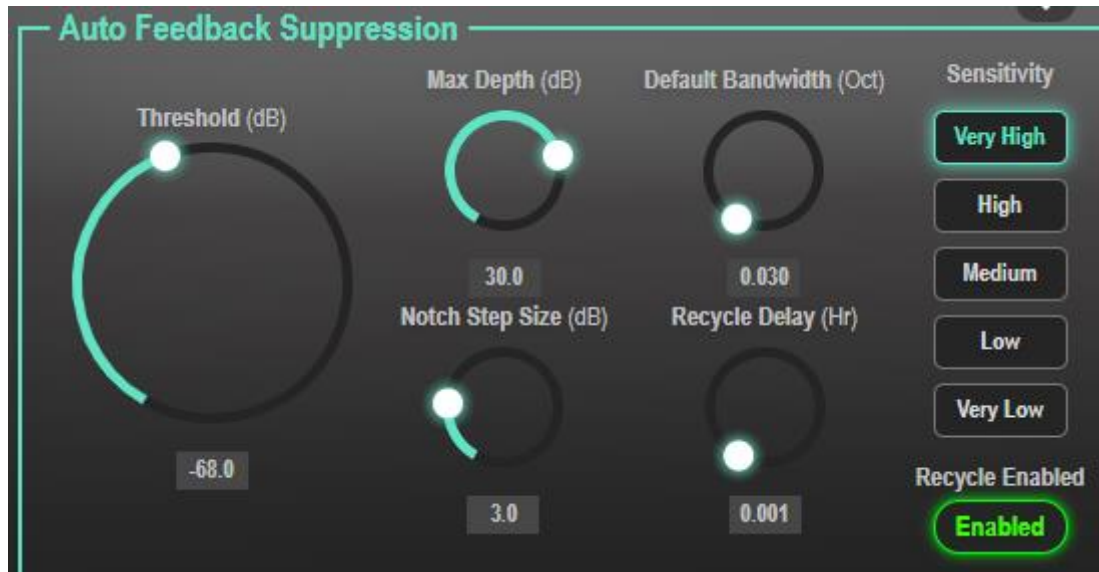 Auto Feedback Suppression
Threshold (dB)
-68.0
Max Depth (dB)
30.0
Default Bandwidth (Oct)
0.030
Notch Step Size (dB)
3.0
Recycle Delay (Hr)
0.001
Sensitivity
Very High
High
Medium
Low
Very Low
Recycle Enabled
Enabled